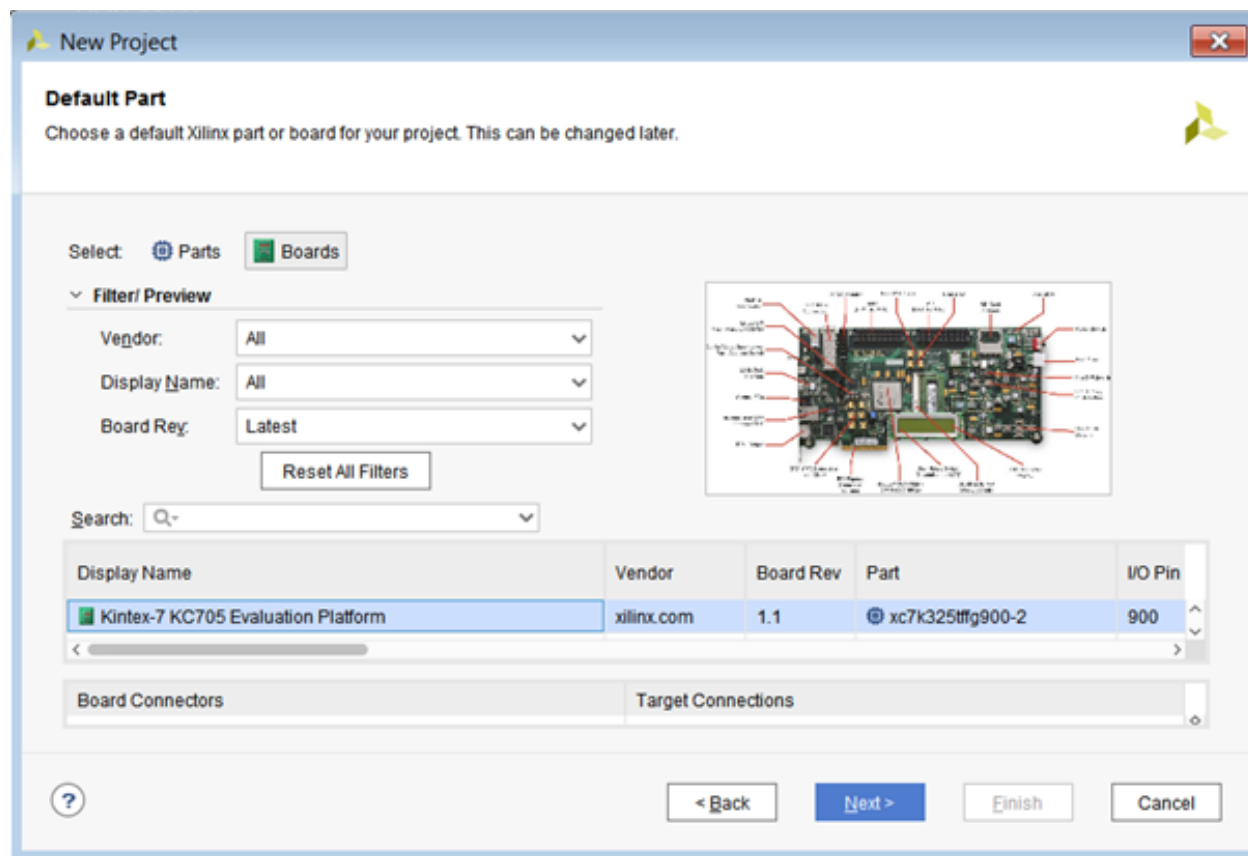 New Project
Default Part
Choose a default Xilinx part or board for your project. This can be changed later.
Select: Parts Boards
Filter/ Preview
Vendor: All
Display Name: All
Board Rev: Latest
Reset All Filters
Search:
Display Name Vendor Board Rev Part I/O Pin
Kintex-7 KC705 Evaluation Platform xilinx.com 1.1 xc7k325tffg900-2 900
Board Connectors Target Connections
? < Back Next > Finish Cancel